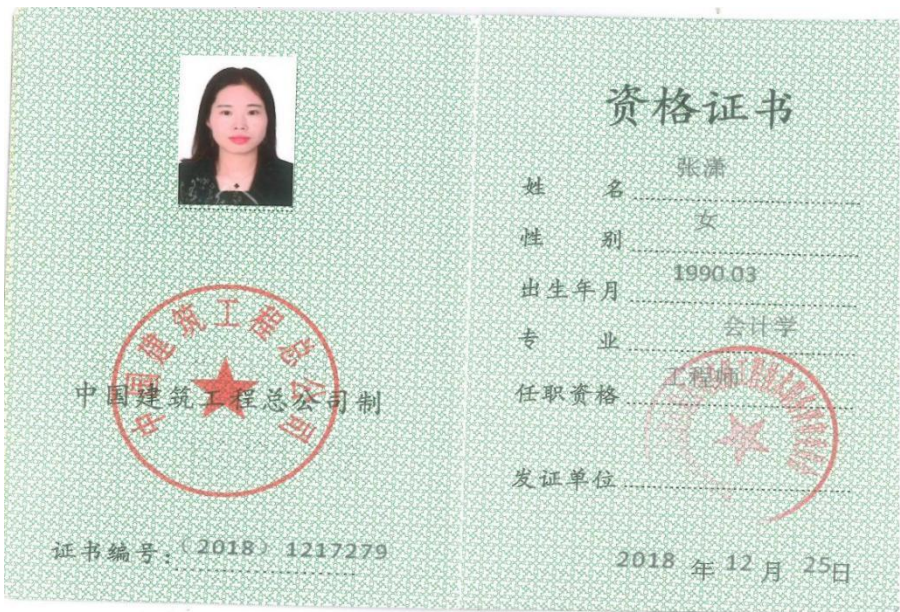 中国建筑工程总公司
中国建筑工程总公司制
证书编号：（2018）1217279
资格证书
姓 名 张潇
性 别 女
出生年月 1990.03
专 业 会计学
任职资格 工程师
发证单位
2018 年 12 月 25日